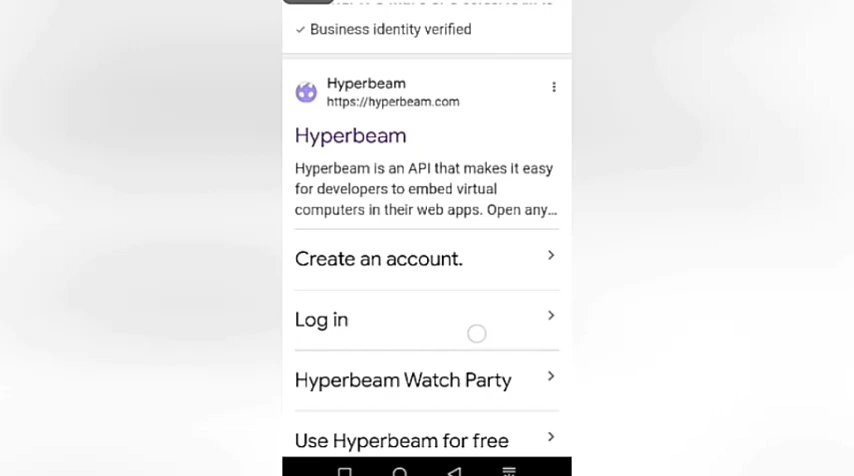 ✓ Business identity verified
Hyperbeam
https://hyperbeam.com
Hyperbeam
Hyperbeam is an API that makes it easy
for developers to embed virtual
computers in their web apps. Open any...
Create an account.
Log in
Hyperbeam Watch Party
Use Hyperbeam for free